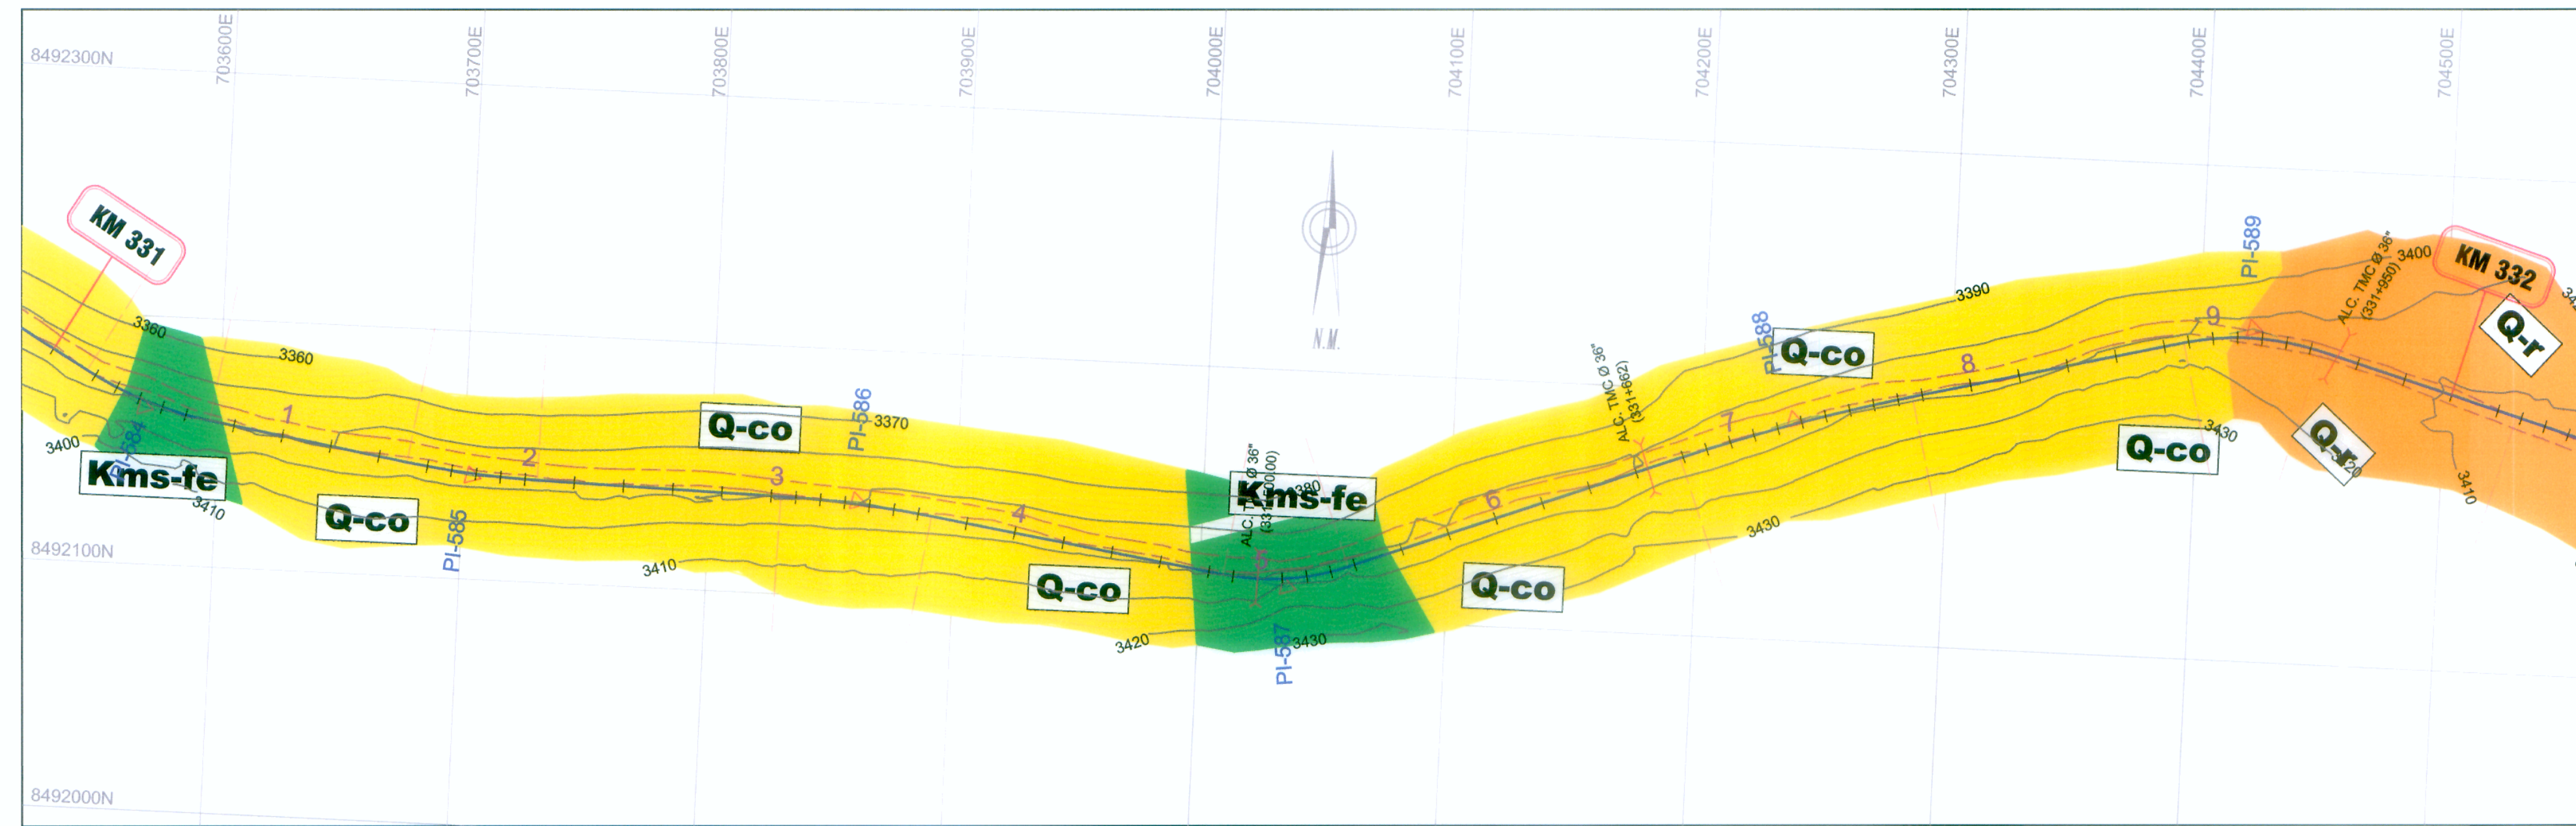 703600E
703700E
703800E
703900E
704000E
704100E
704200E
704300E
704400E
704500E
8492300N
KM 331
N.M.
PI-589
ALC. TMC Ø 36"
(331+950)
3400
KM 332
Q-r
3390
PI-588
Q-co
ALC. TMC Ø 36"
(331+662)
3360
3360
1
2
3
4
6
7
8
9
Q-co
PI-586
3370
3400
PI-584
Kms-fe
3410
Q-co
PI-585
Kms-fe
3430
Q-co
Q-r
3410
3430
8492100N
3410
Q-co
Q-co
3420
PI-587
3430
8492000N